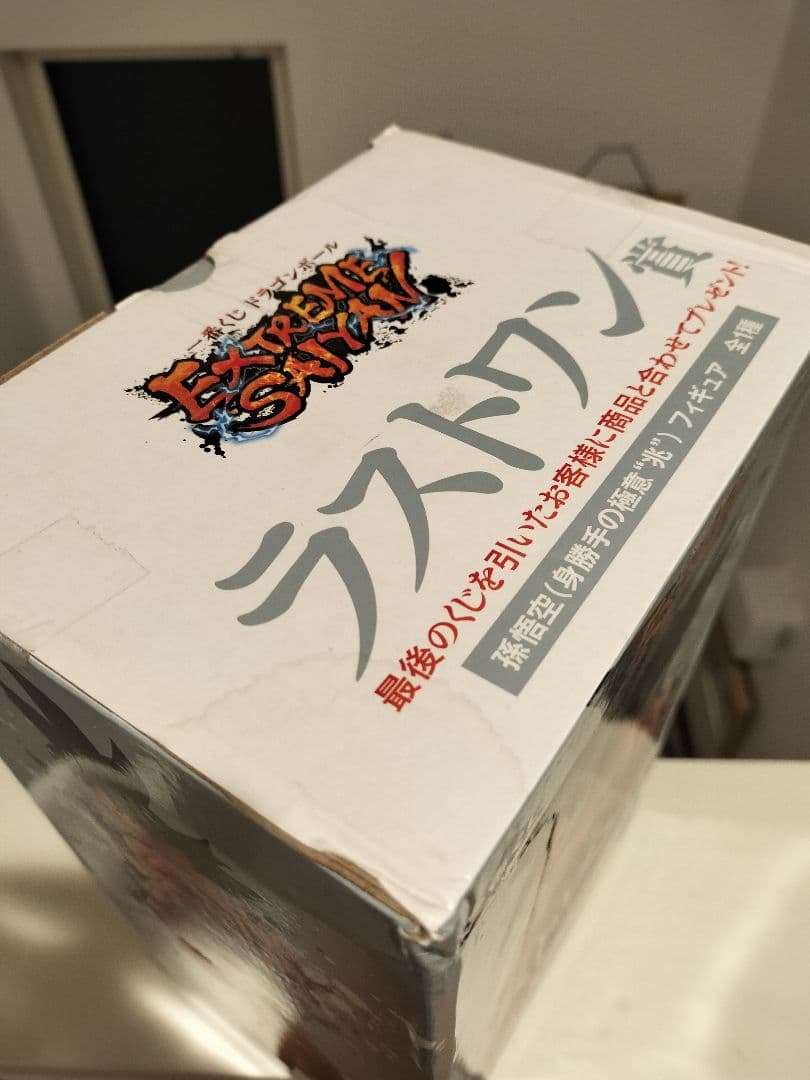 一番くじ ドラゴンボール
EXTREME
SAIYAN
ラストワン賞
最後のくじを引いたお客様に商品と合わせてプレゼント!
孫悟空(身勝手の極意“兆”)フィギュア 全1種